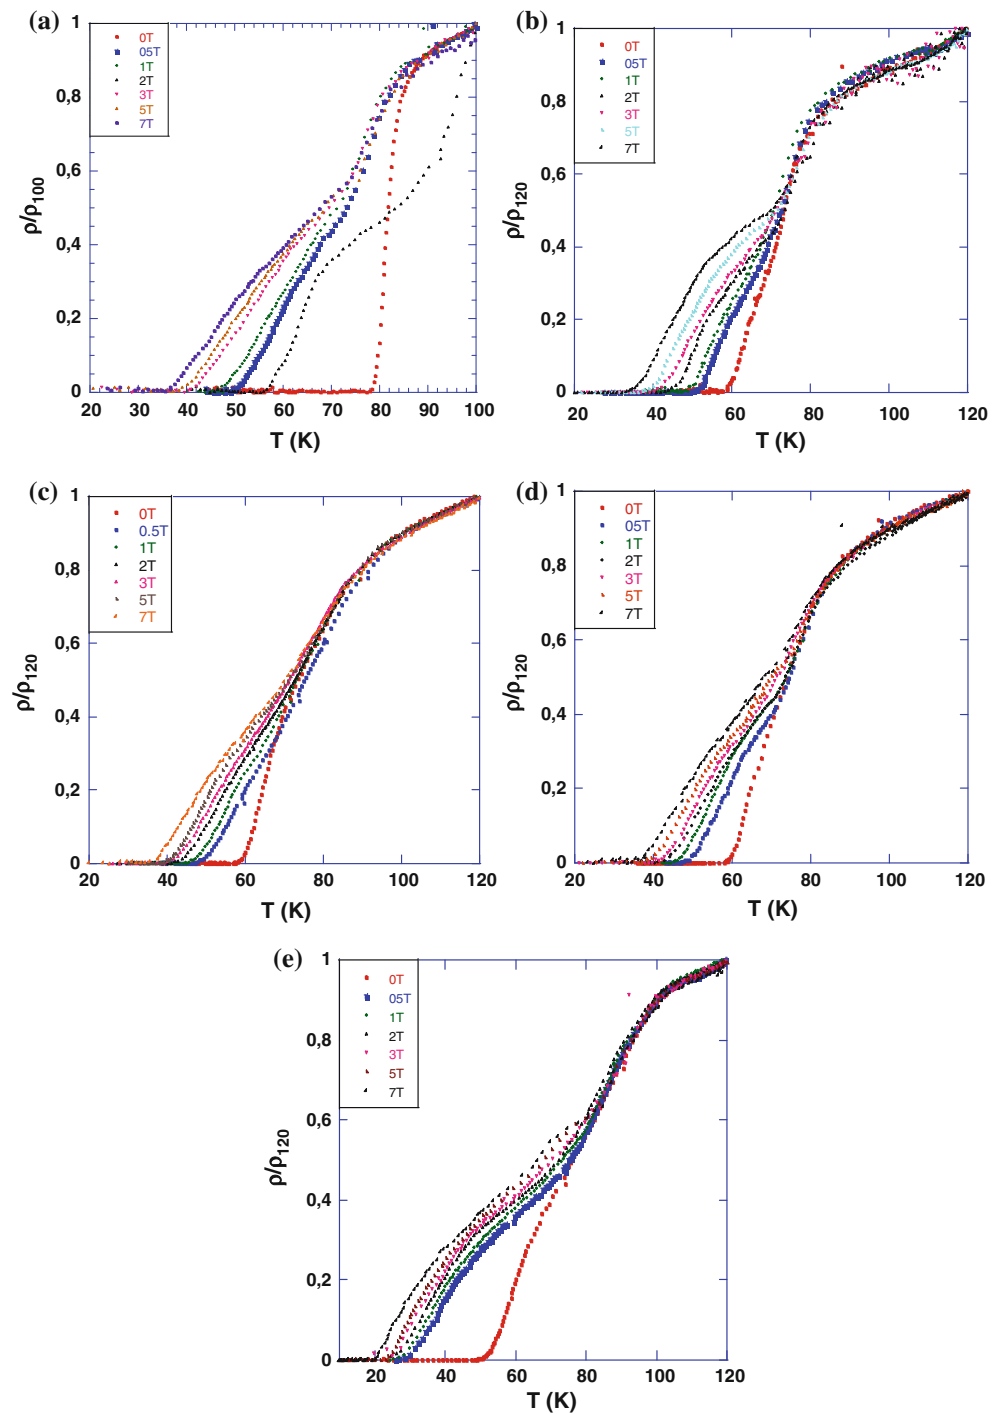 (a)
1
0,8
0,6
0,4
0,2
0
ρ/ρ100
0T
05T
1T
2T
3T
5T
7T
20 30 40 50 60 70 80 90 100
T (K)
(b)
1
0,8
0,6
0,4
0,2
0
ρ/ρ120
0T
05T
1T
2T
3T
5T
7T
20 40 60 80 100 120
T (K)
(c)
1
0,8
0,6
0,4
0,2
0
ρ/ρ120
0T
0.5T
1T
2T
3T
5T
7T
20 40 60 80 100 120
T (K)
(d)
1
0,8
0,6
0,4
0,2
0
ρ/ρ120
0T
05T
1T
2T
3T
5T
7T
20 40 60 80 100 120
T (K)
(e)
1
0,8
0,6
0,4
0,2
0
ρ/ρ120
0T
05T
1T
2T
3T
5T
7T
20 40 60 80 100 120
T (K)